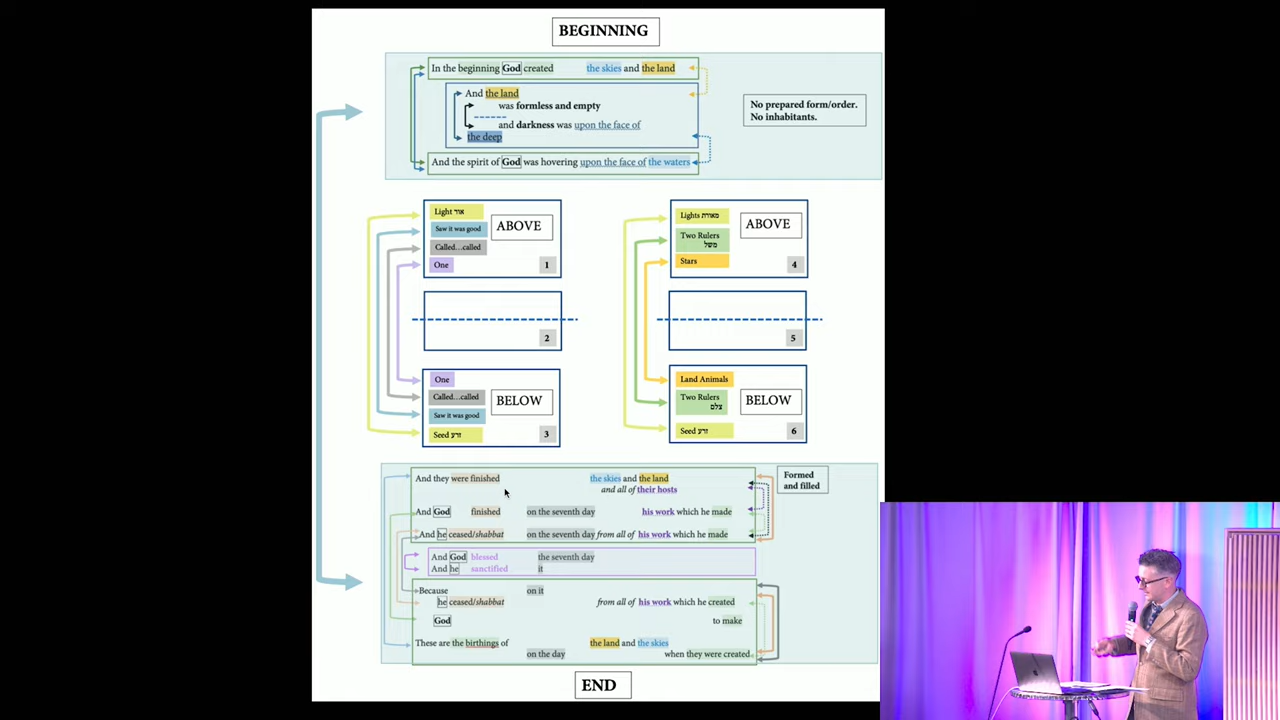 BEGINNING
In the beginning God created the skies and the land
And the land
was formless and empty
and darkness was upon the face of
the deep
And the spirit of God was hovering upon the face of the waters
No prepared form/order.
No inhabitants.
Light אור
Saw it was good
Called...called
One
ABOVE
1
2
One
Called...called
Saw it was good
Seed זרע
BELOW
3
Lights מאורת
Two Rulers
משל
Stars
ABOVE
4
5
Land Animals
Two Rulers
צלם
Seed זרע
BELOW
6
And they were finished the skies and the land
and all of their hosts
And God finished on the seventh day his work which he made
And he ceased/shabbat on the seventh day from all of his work which he made
Formed
and filled
And God blessed the seventh day
And he sanctified it
Because on it
he ceased/shabbat from all of his work which he created
God to make
These are the birthings of the land and the skies
on the day when they were created
END